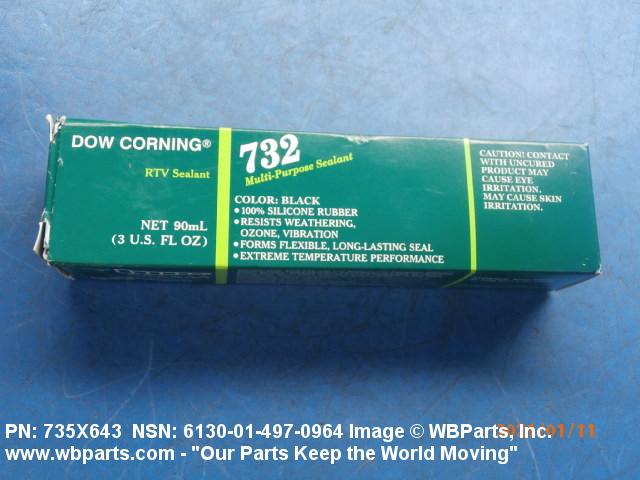 DOW CORNING®
RTV Sealant
NET 90mL
(3 U.S. FL OZ)
732
Multi-Purpose Sealant
COLOR: BLACK
• 100% SILICONE RUBBER
• RESISTS WEATHERING,
OZONE, VIBRATION
• FORMS FLEXIBLE, LONG-LASTING SEAL
• EXTREME TEMPERATURE PERFORMANCE
CAUTION! CONTACT
WITH UNCURED
PRODUCT MAY
CAUSE EYE
IRRITATION.
MAY CAUSE SKIN
IRRITATION.
PN: 735X643 NSN: 6130-01-497-0964 Image © WBParts, Inc.
www.wbparts.com - "Our Parts Keep the World Moving"